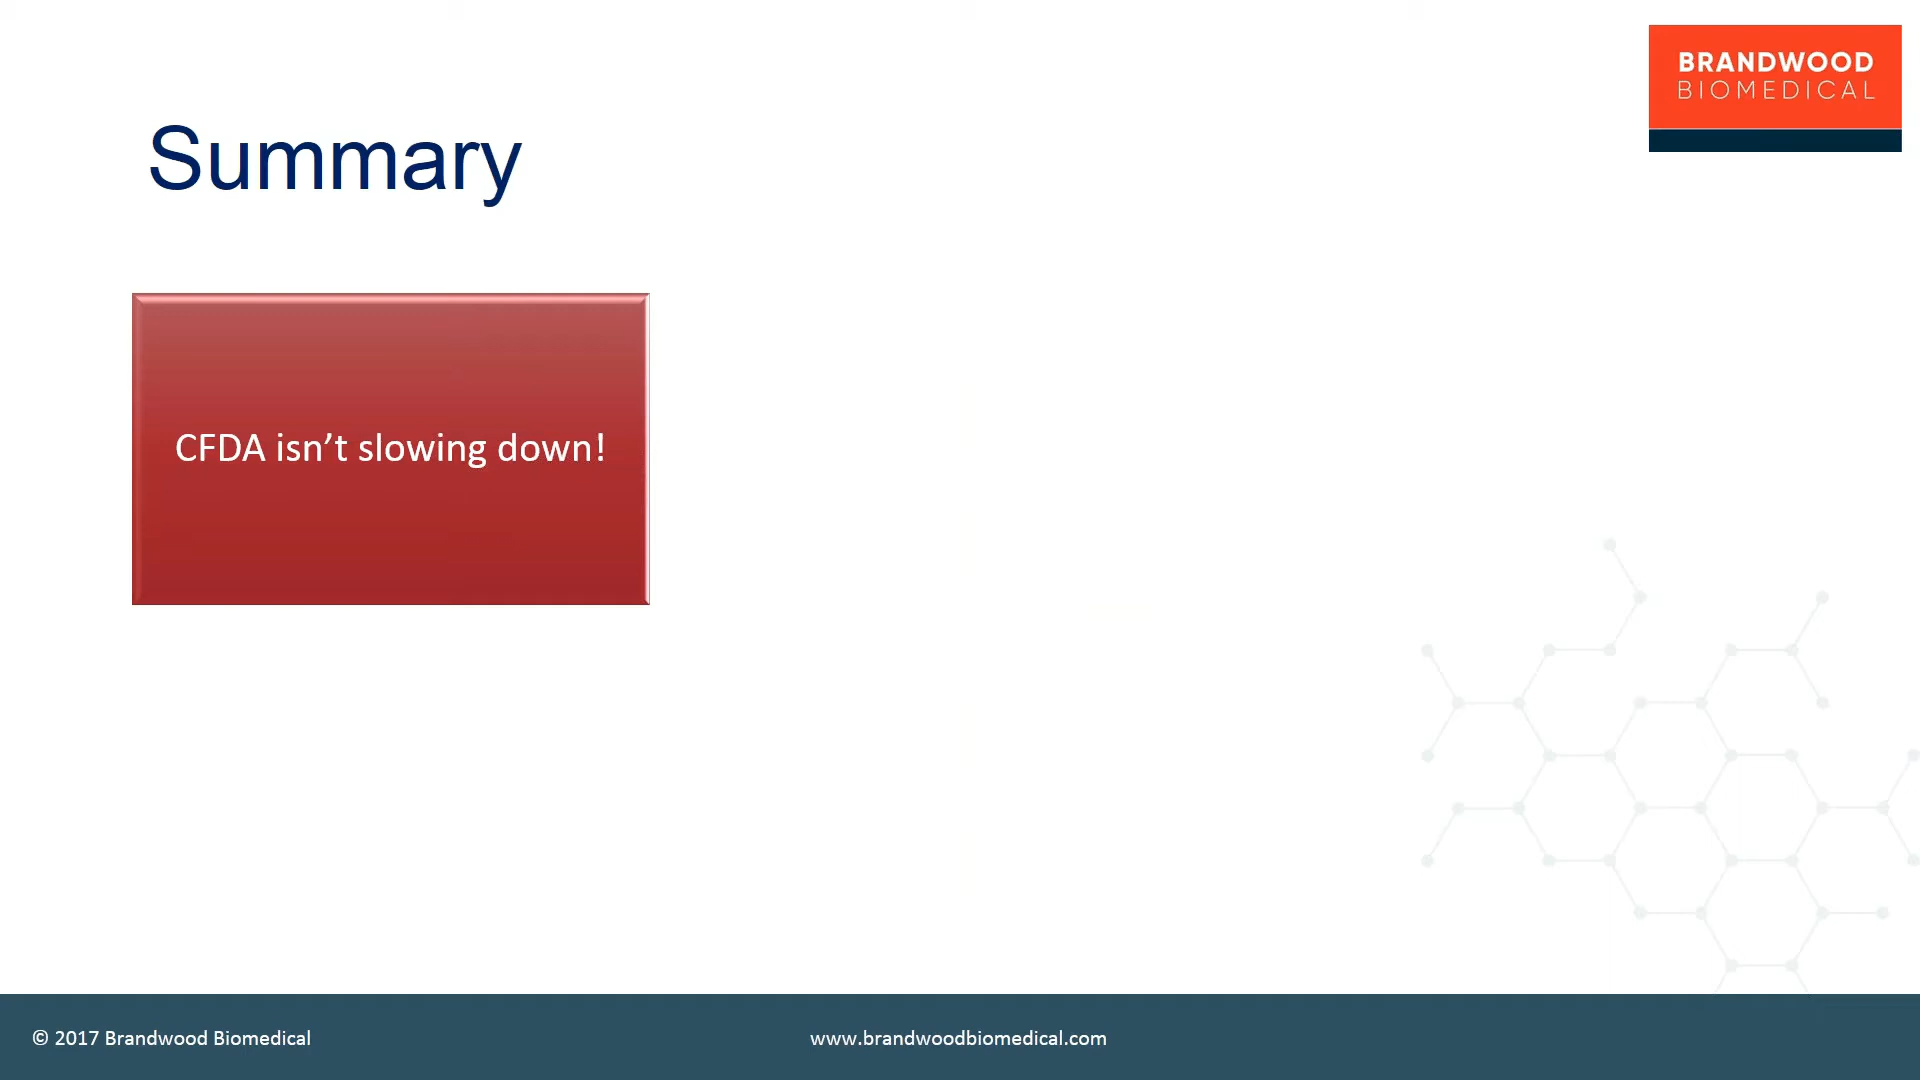 BRANDWOOD
BIOMEDICAL
Summary
CFDA isn’t slowing down!
© 2017 Brandwood Biomedical
www.brandwoodbiomedical.com